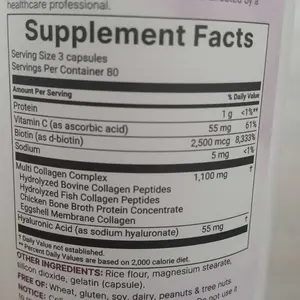 healthcare professional.
Supplement Facts
Serving Size 3 capsules
Servings Per Container 80
Amount Per Serving % Daily Value
Protein 1 g <1%**
Vitamin C (as ascorbic acid) 55 mg 61%
Biotin (as d-biotin) 2,500 mcg 8,333%
Sodium 5 mg <1%
Multi Collagen Complex 1,100 mg †
Hydrolyzed Bovine Collagen Peptides
Hydrolyzed Fish Collagen Peptides
Chicken Bone Broth Protein Concentrate
Eggshell Membrane Collagen
Hyaluronic Acid (as sodium hyaluronate) 55 mg †
† Daily Value not established.
**Percent Daily Values are based on 2,000 calorie diet.
OTHER INGREDIENTS: Rice flour, magnesium stearate,
silicon dioxide, gelatin (capsule).
FREE OF: Wheat, gluten, soy, dairy, peanuts & tree nuts
NOTICE: